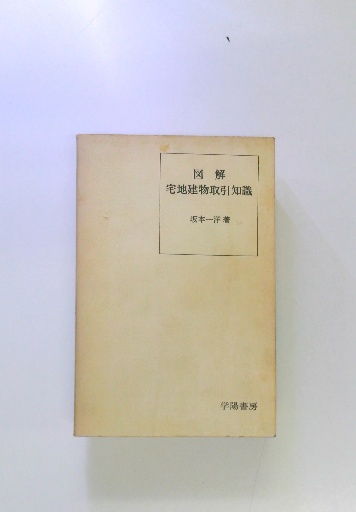 図解
宅地建物取引知識
坂本一洋著
学陽書房